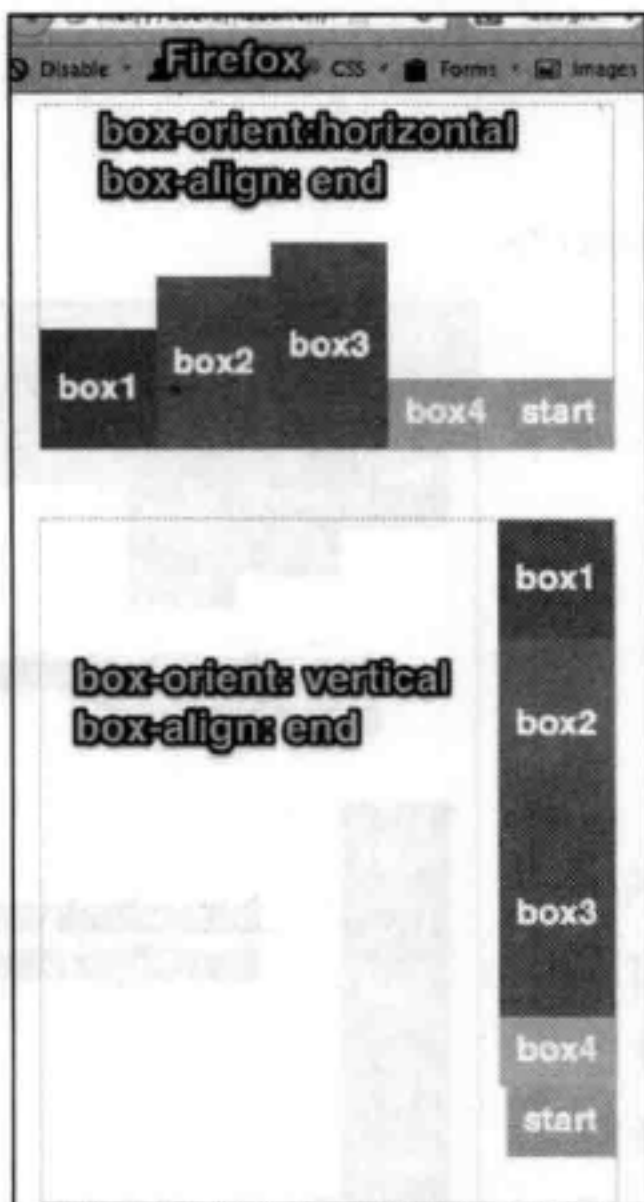 Disable Firefox CSS Forms Images
box-orient:horizontal
box-align: end
box1 box2 box3 box4 start
box1
box2
box-orient: vertical
box-align: end
box3
box4
start